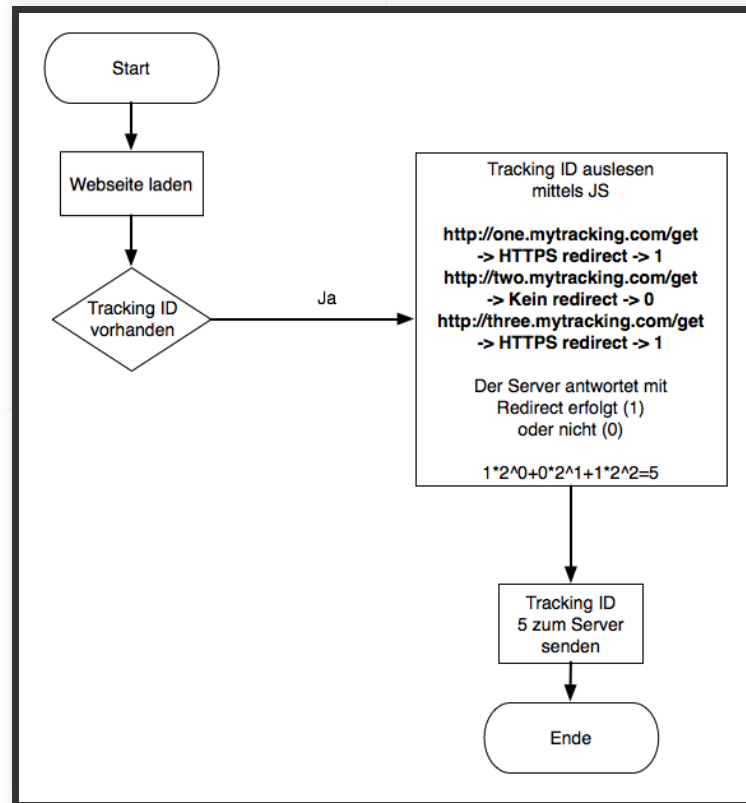 Start
Webseite laden
Tracking ID
vorhanden
Ja
Tracking ID auslesen
mittels JS
http://one.mytracking.com/get
-> HTTPS redirect -> 1
http://two.mytracking.com/get
-> Kein redirect -> 0
http://three.mytracking.com/get
-> HTTPS redirect -> 1
Der Server antwortet mit
Redirect erfolgt (1)
oder nicht (0)
1*2^0+0*2^1+1*2^2=5
Tracking ID
5 zum Server
senden
Ende